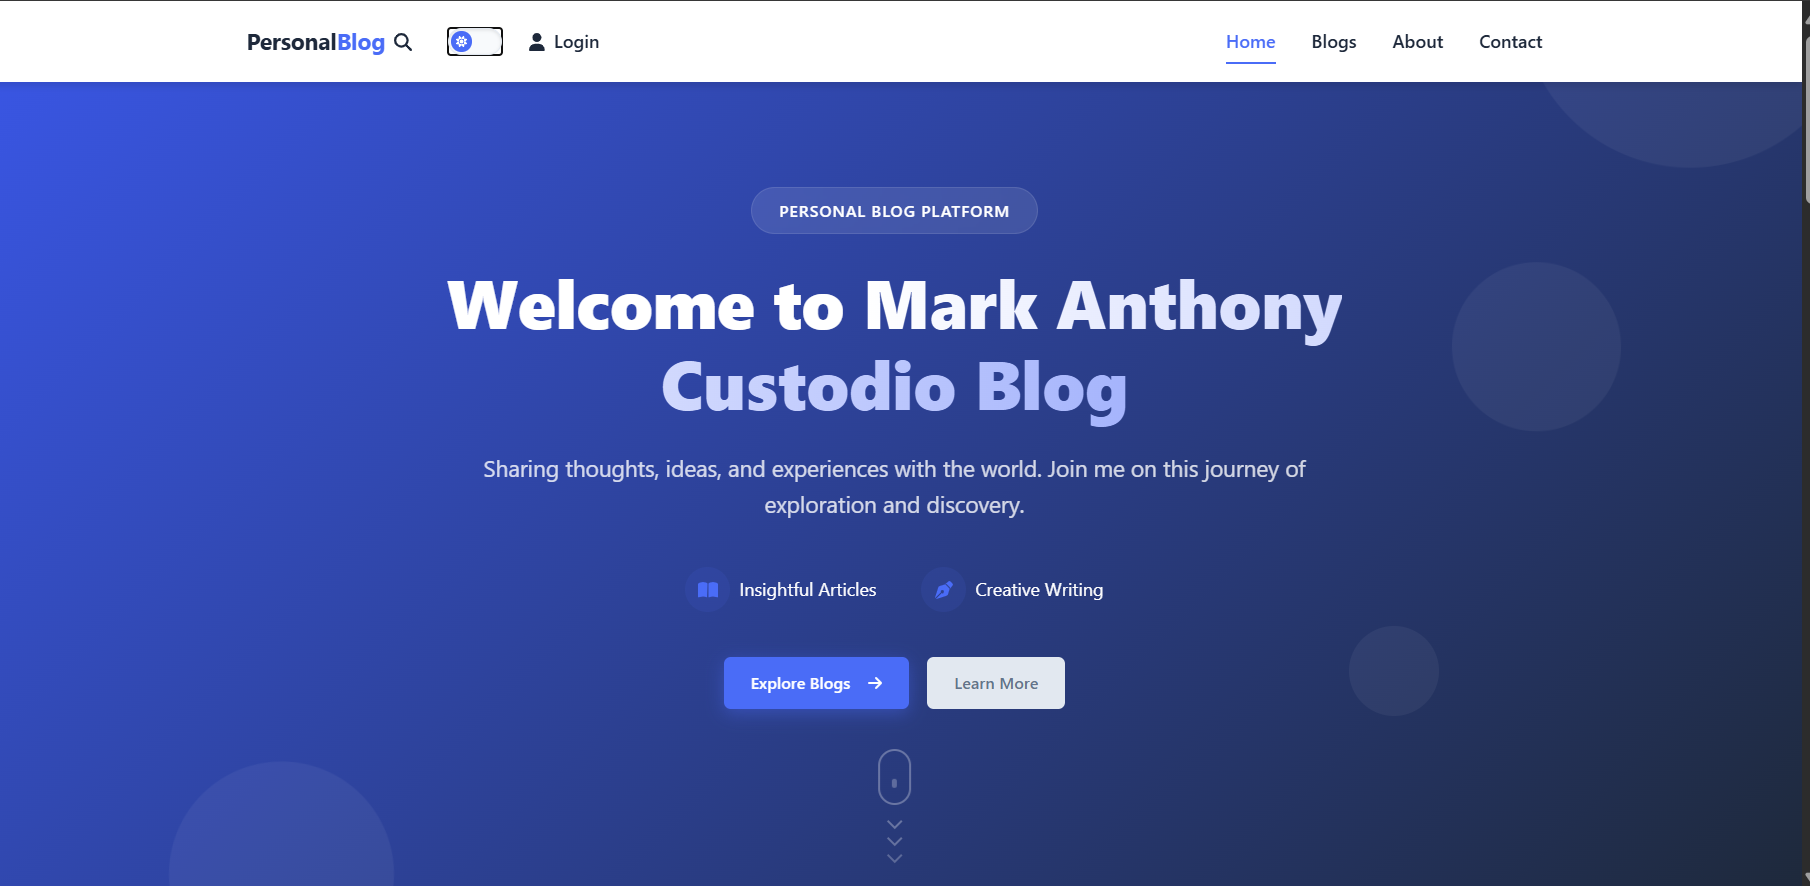 PersonalBlog
Login
Home
Blogs
About
Contact
PERSONAL BLOG PLATFORM
Welcome to Mark Anthony
Custodio Blog
Sharing thoughts, ideas, and experiences with the world. Join me on this journey of
exploration and discovery.
Insightful Articles
Creative Writing
Explore Blogs
Learn More